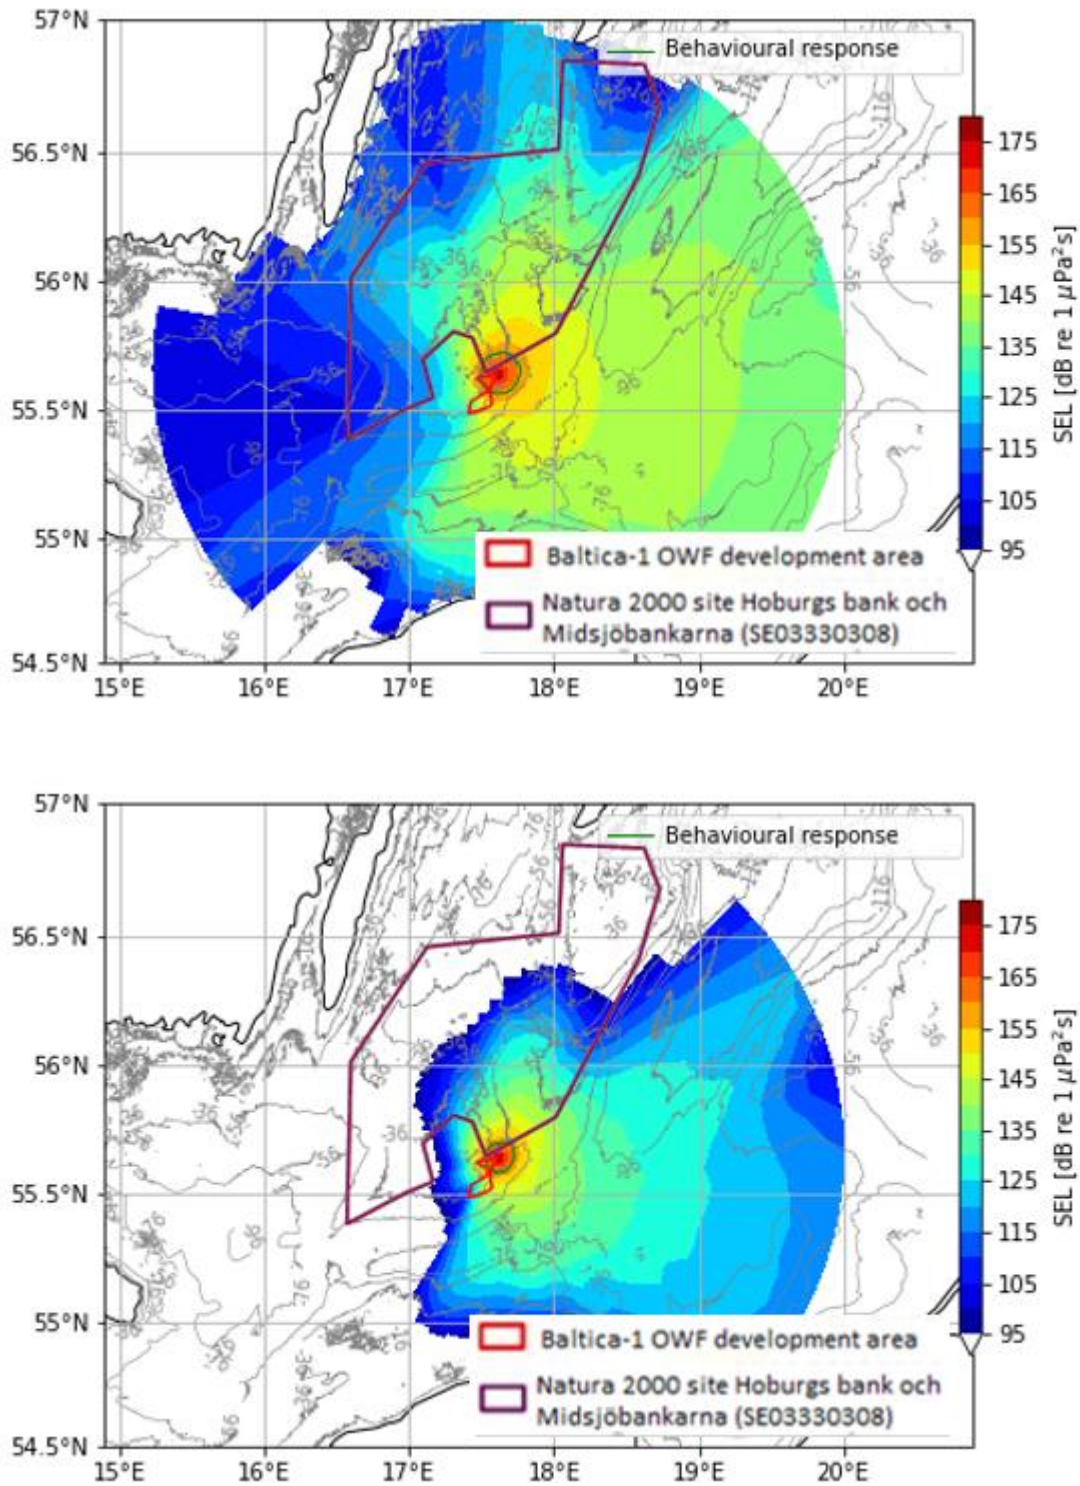 57°N
Behavioural response
56.5°N
56°N
55.5°N
55°N
54.5°N
15°E 16°E 17°E 18°E 19°E 20°E
175
165
155
145
135
125
115
105
95
SEL [dB re 1 µPa²s]
Baltica-1 OWF development area
Natura 2000 site Hoburgs bank och
Midsjöbankarna (SE03330308)
57°N
Behavioural response
56.5°N
56°N
55.5°N
55°N
54.5°N
15°E 16°E 17°E 18°E 19°E 20°E
175
165
155
145
135
125
115
105
95
SEL [dB re 1 µPa²s]
Baltica-1 OWF development area
Natura 2000 site Hoburgs bank och
Midsjöbankarna (SE03330308)